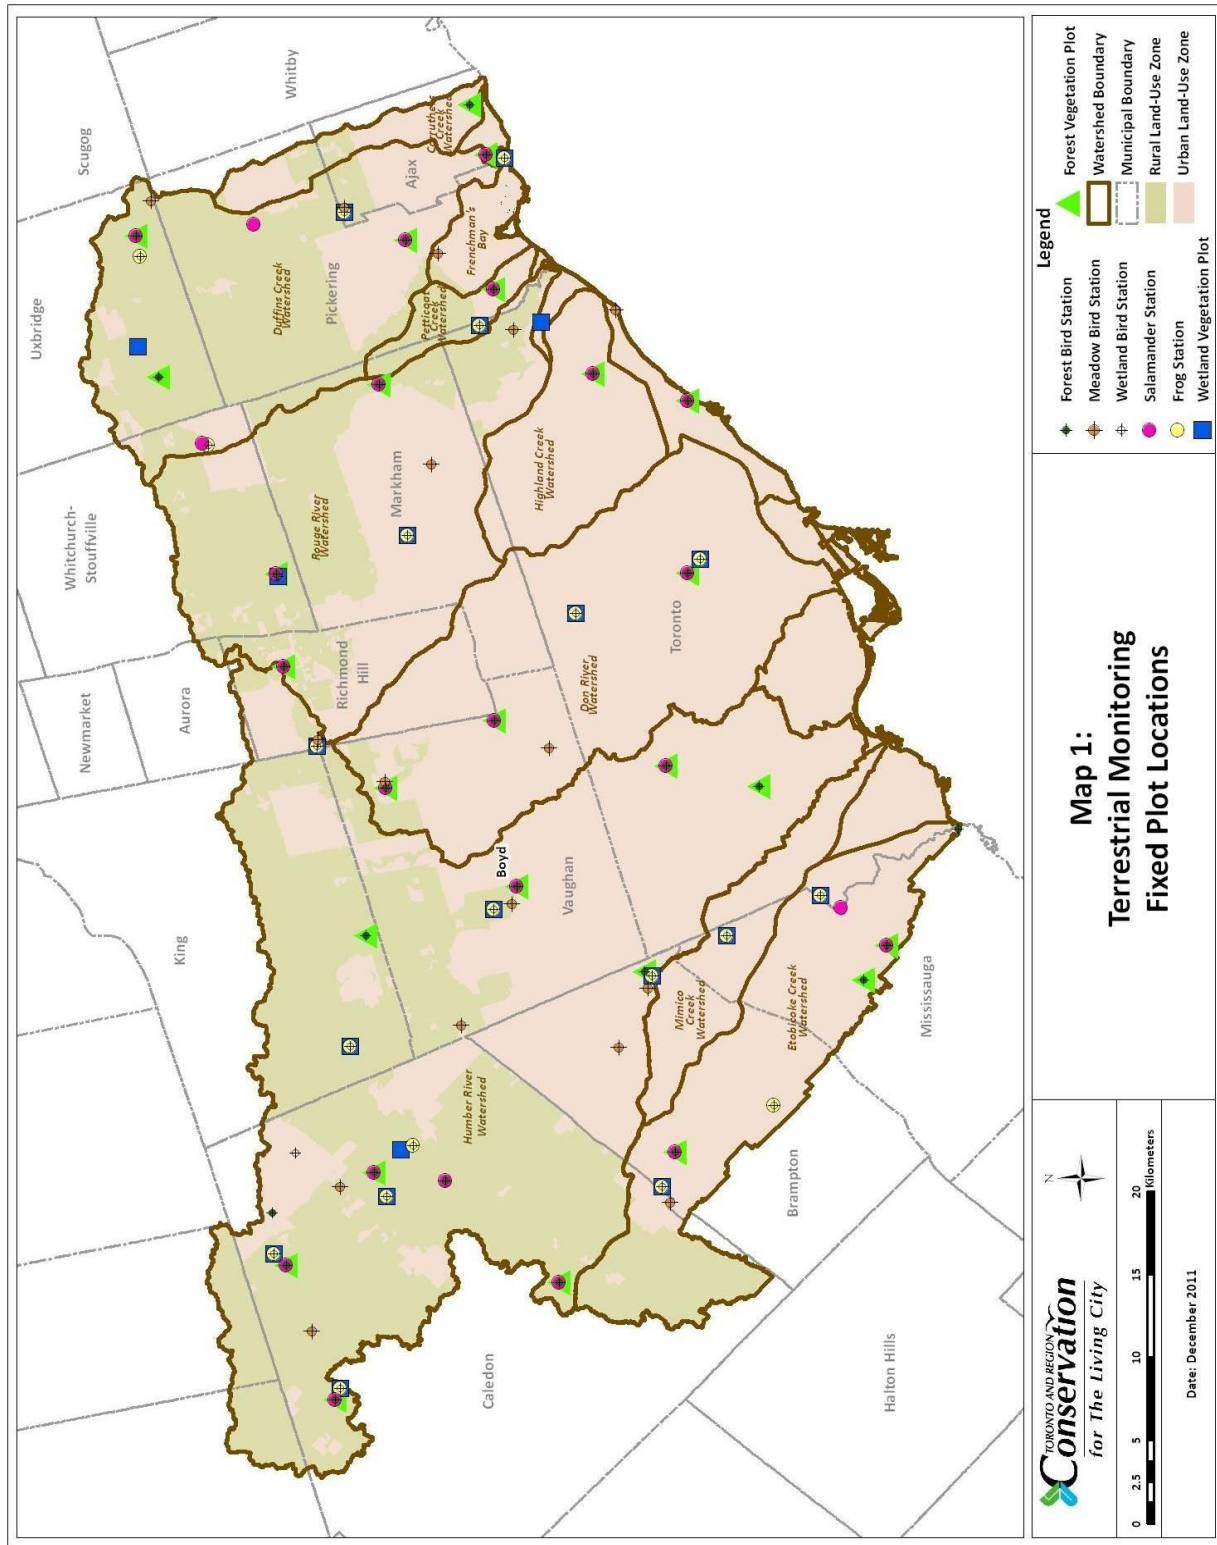 Scugog
Uxbridge
Whitby
Whitchurch-
Stouffville
Newmarket
Aurora
King
Pickering
Ajax
Markham
Richmond
Hill
Toronto
Vaughan
Boyd
Caledon
Mississauga
Brampton
Halton Hills
Duffins Creek
Watershed
Carruthers
Creek
Watershed
Frenchman's
Bay
Petticoat
Creek
Watershed
Rouge River
Watershed
Highland Creek
Watershed
Don River
Watershed
Humber River
Watershed
Mimico
Creek
Watershed
Etobicoke Creek
Watershed
TORONTO AND REGION
Conservation
for The Living City
N
0 2.5 5 10 15 20
Kilometers
Date: December 2011
Map 1:
Terrestrial Monitoring
Fixed Plot Locations
Legend
Forest Bird Station
Meadow Bird Station
Wetland Bird Station
Salamander Station
Frog Station
Wetland Vegetation Plot
Forest Vegetation Plot
Watershed Boundary
Municipal Boundary
Rural Land-Use Zone
Urban Land-Use Zone